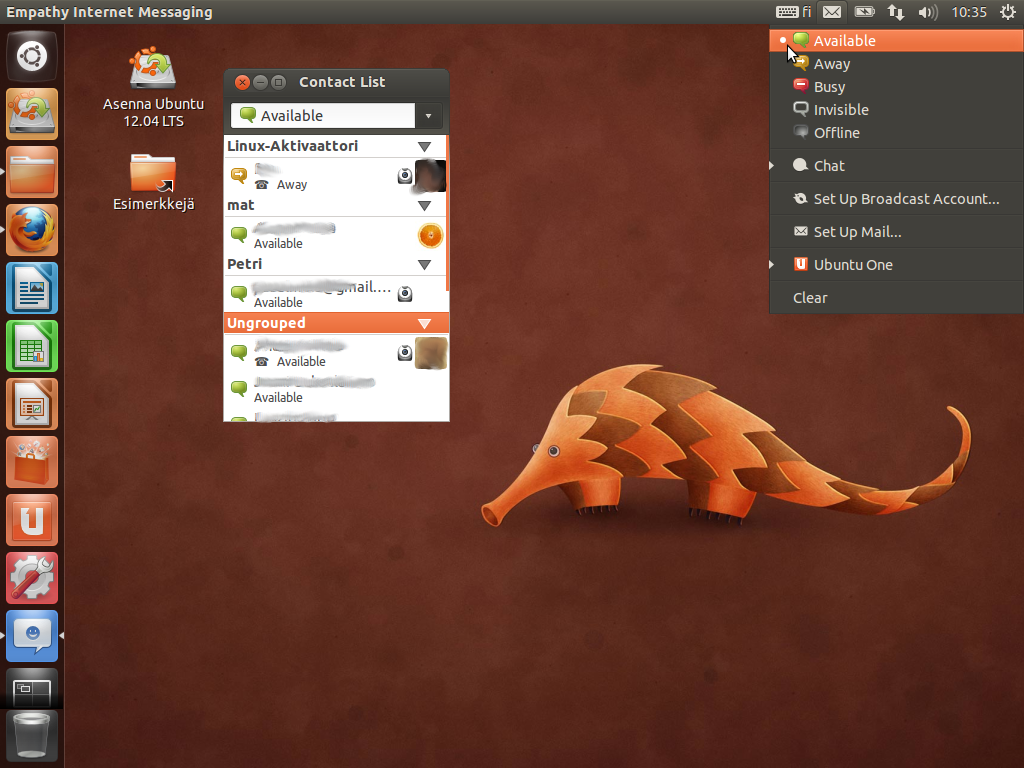 Empathy Internet Messaging
fi
10:35
Asenna Ubuntu
12.04 LTS
Esimerkkejä
Contact List
Available
Linux-Aktivaattori
Away
mat
Available
Petri
@gmail.…
Available
Ungrouped
Available
Available
Available
Away
Busy
Invisible
Offline
Chat
Set Up Broadcast Account...
Set Up Mail...
Ubuntu One
Clear